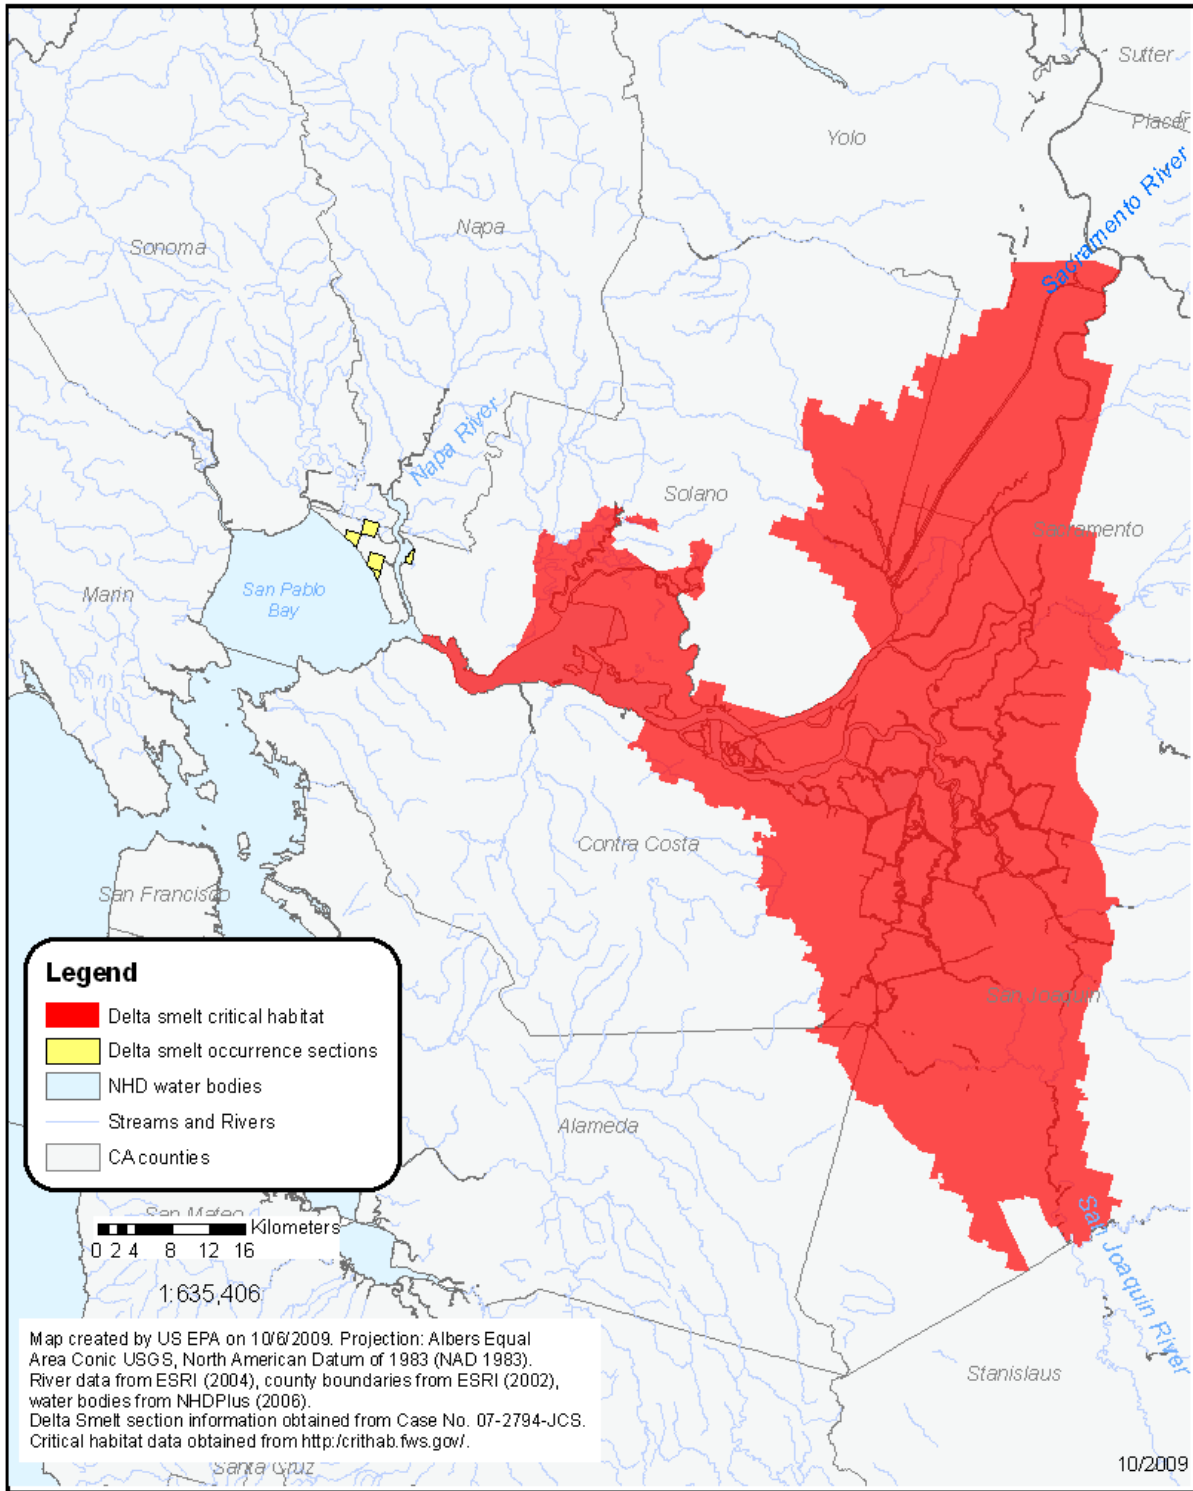 Sutter
Placer
Yolo
Sacramento River
Napa
Sonoma
Napa River
Solano
Sacramento
San Pablo
Bay
Marin
Contra Costa
San Francisco
San Joaquin
Legend
Delta smelt critical habitat
Delta smelt occurrence sections
NHD water bodies
Streams and Rivers
CA counties
Alameda
San Mateo
Kilometers
0 2 4 8 12 16
1:635,406
San Joaquin River
Stanislaus
Map created by US EPA on 10/6/2009. Projection: Albers Equal
Area Conic USGS, North American Datum of 1983 (NAD 1983).
River data from ESRI (2004), county boundaries from ESRI (2002),
water bodies from NHDPlus (2006).
Delta Smelt section information obtained from Case No. 07-2794-JCS.
Critical habitat data obtained from http:/crithab.fws.gov/.
Santa Cruz
10/2009